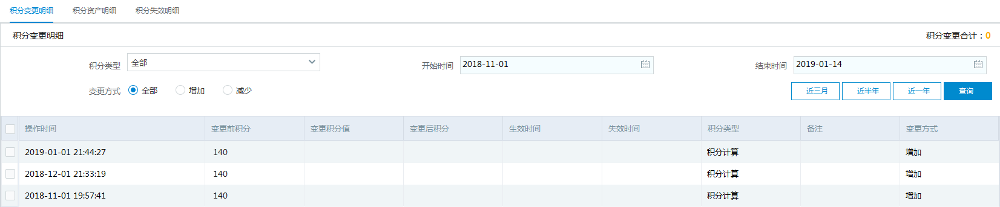 积分变更明细 积分资产明细 积分失效明细
积分变更明细 积分变更合计：0
积分类型 全部 开始时间 2018-11-01 结束时间 2019-01-14
变更方式 全部 增加 减少 近三月 近半年 近一年 查询
操作时间 变更前积分 变更积分值 变更后积分 生效时间 失效时间 积分类型 备注 变更方式
2019-01-01 21:44:27 140 积分计算 增加
2018-12-01 21:33:19 140 积分计算 增加
2018-11-01 19:57:41 140 积分计算 增加